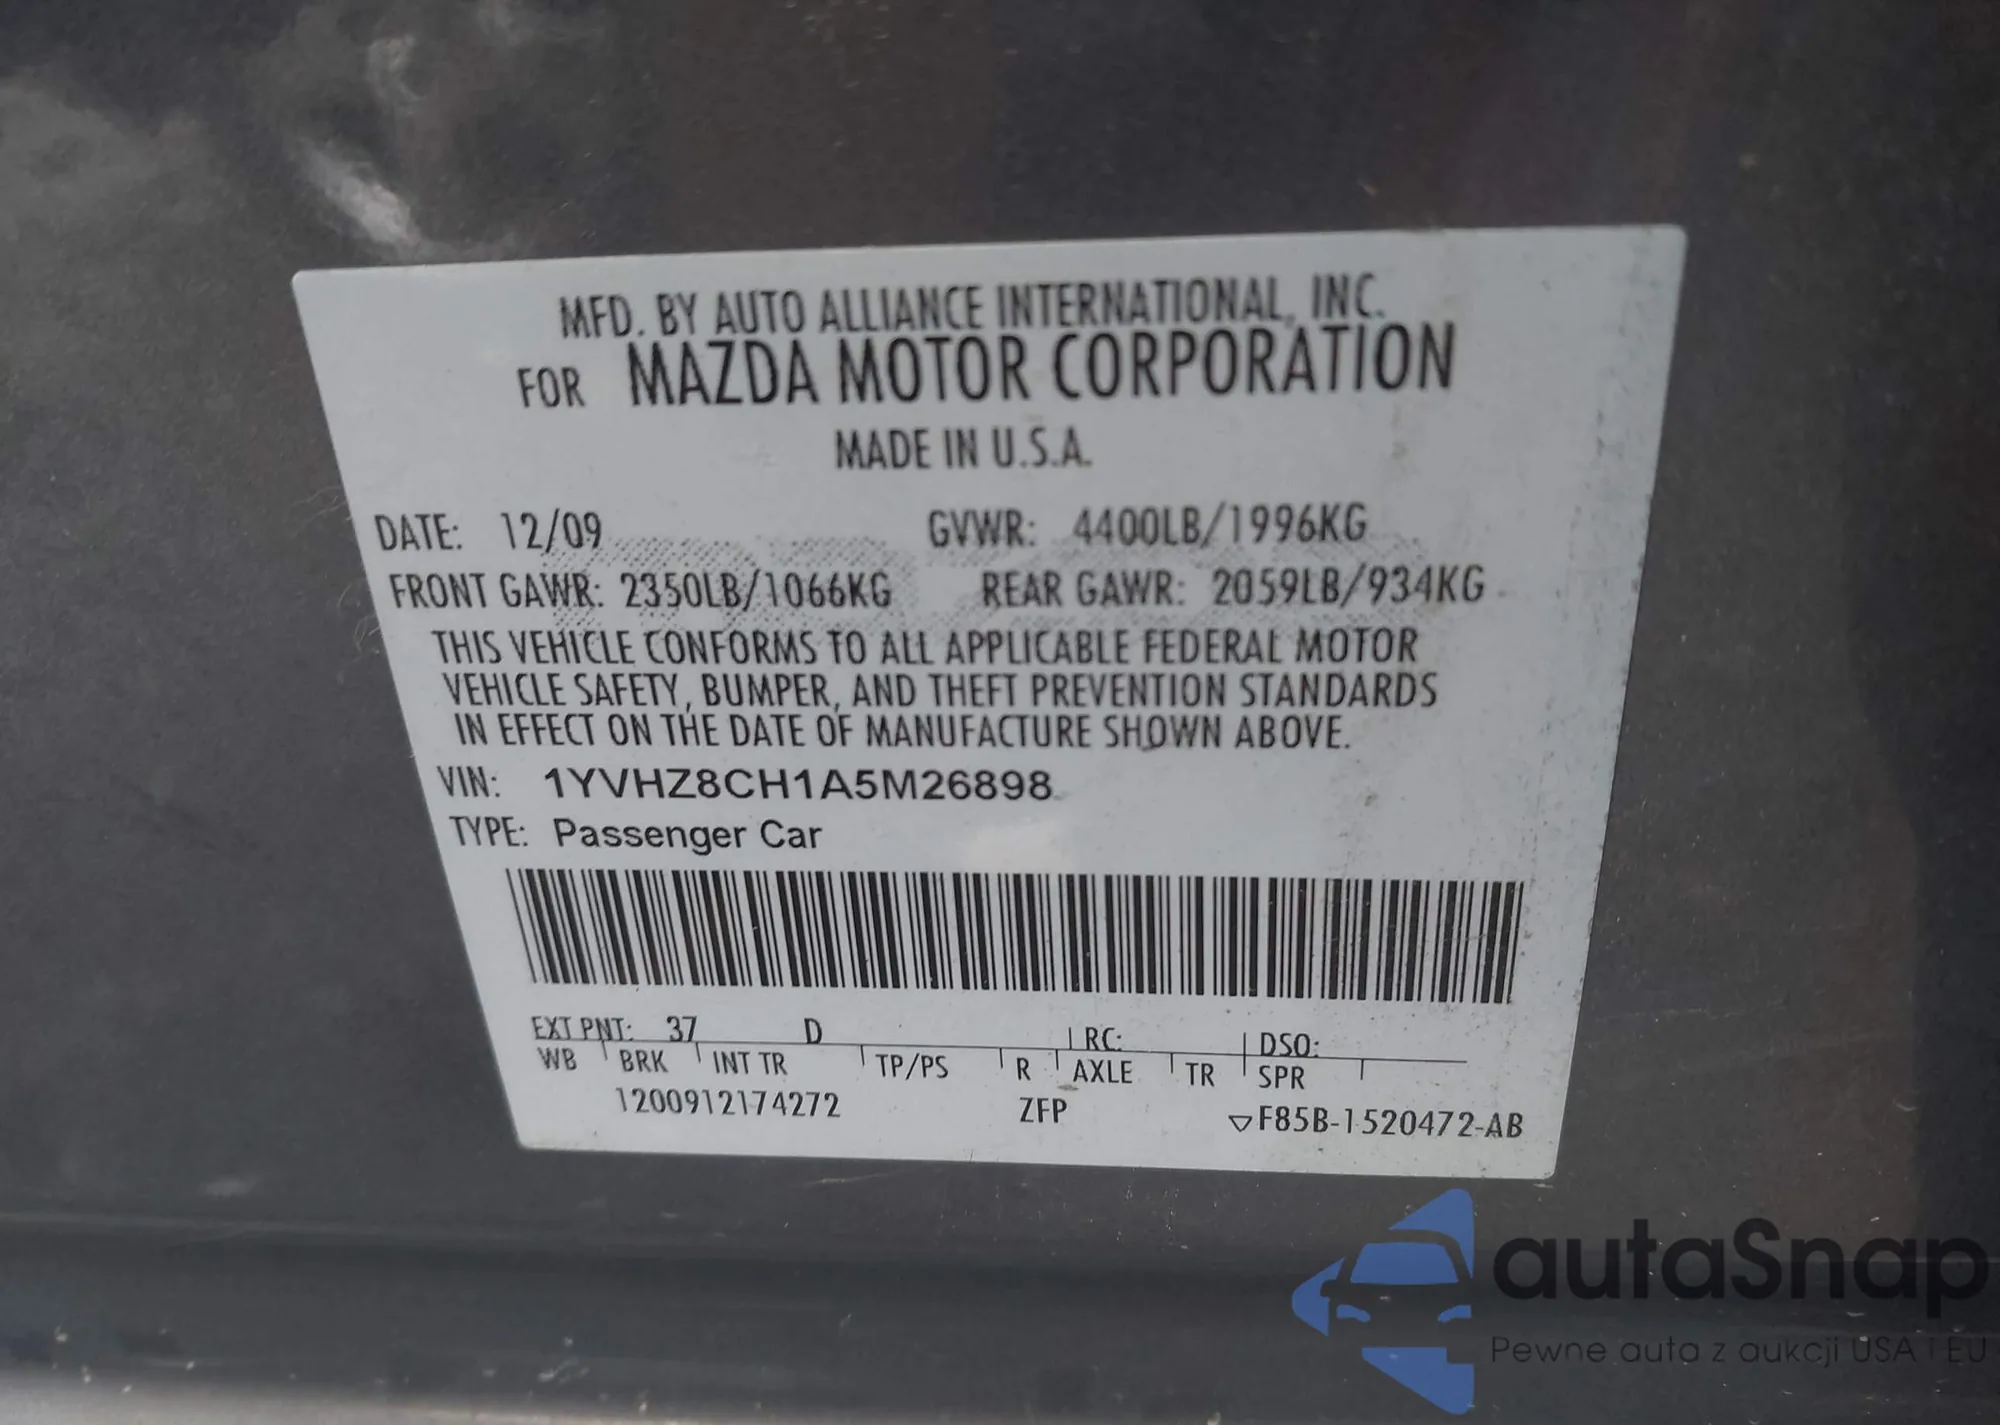 MFD. BY AUTO ALLIANCE INTERNATIONAL, INC.
FOR MAZDA MOTOR CORPORATION
MADE IN U.S.A.
DATE: 12/09 GVWR: 4400LB/1996KG
FRONT GAWR: 2350LB/1066KG REAR GAWR: 2059LB/934KG
THIS VEHICLE CONFORMS TO ALL APPLICABLE FEDERAL MOTOR
VEHICLE SAFETY, BUMPER, AND THEFT PREVENTION STANDARDS
IN EFFECT ON THE DATE OF MANUFACTURE SHOWN ABOVE.
VIN: 1YVHZ8CH1A5M26898
TYPE: Passenger Car
EXT PNT: 37 D RC: DSO:
WB BRK INT TR TP/PS R AXLE TR SPR
1200912174272 ZFP ▽F85B-1520472-AB
autaSnap
Pewne auta z aukcji USA i EU